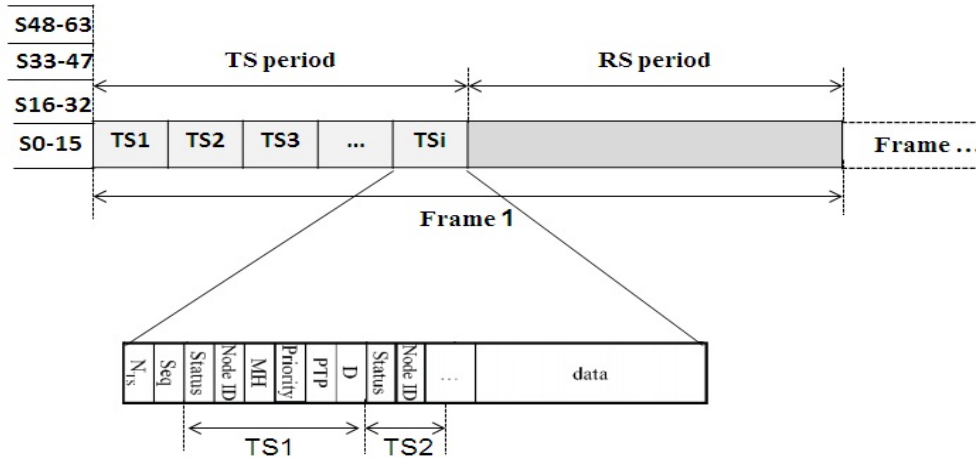 S48-63
S33-47
TS period
RS period
S16-32
S0-15
TS1
TS2
TS3
...
TSi
Frame ...
Frame 1
NTS
Seq
Status
Node ID
MH
Priority
PTP
D
Status
Node ID
...
data
TS1
TS2